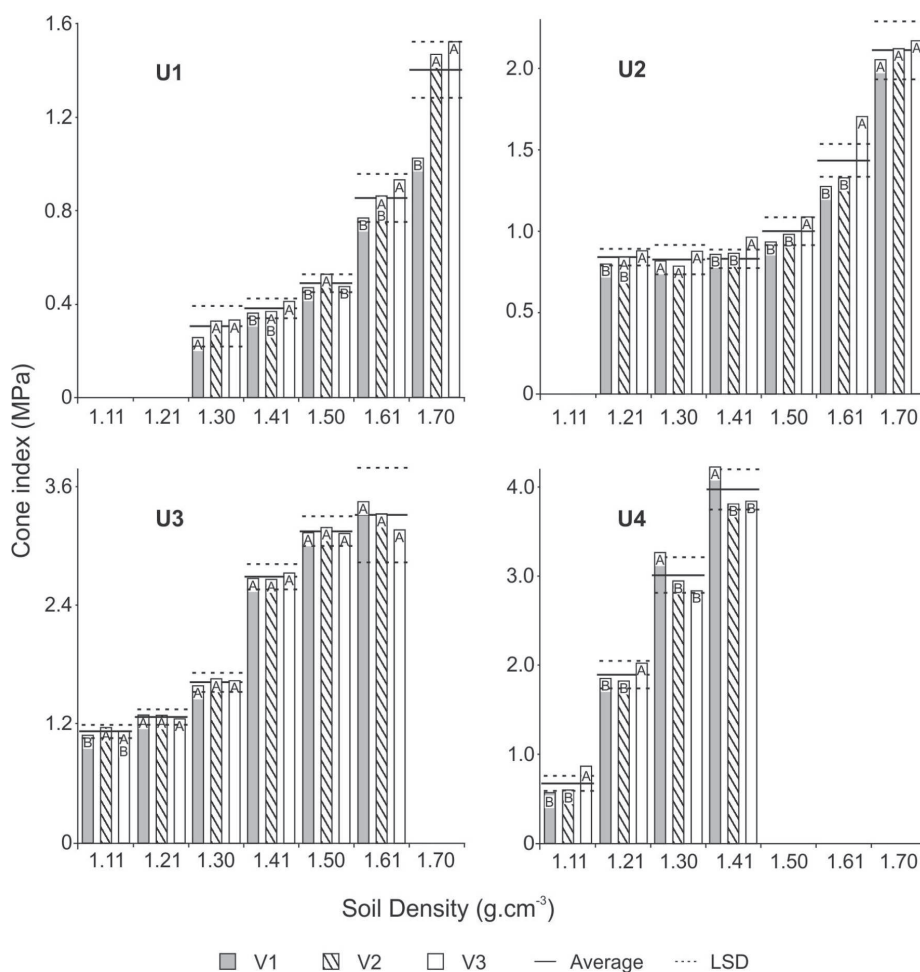 U1
1.6
1.2
0.8
0.4
0
A A A
B A B A
B A B
B A B A
B A A
1.11 1.21 1.30 1.41 1.50 1.61 1.70
U2
2.0
1.5
1.0
0.5
0
B A B A
A A A
B B A
B B A
B B A
A A A
1.11 1.21 1.30 1.41 1.50 1.61 1.70
Cone index (MPa)
U3
3.6
2.4
1.2
0
B A A B
A A A
A A A
A A A
A A A
A A A
1.11 1.21 1.30 1.41 1.50 1.61 1.70
U4
4.0
3.0
2.0
1.0
0
B B A
B B A
A B B
A B B
1.11 1.21 1.30 1.41 1.50 1.61 1.70
Soil Density (g.cm⁻³)
V1 V2 V3 Average LSD